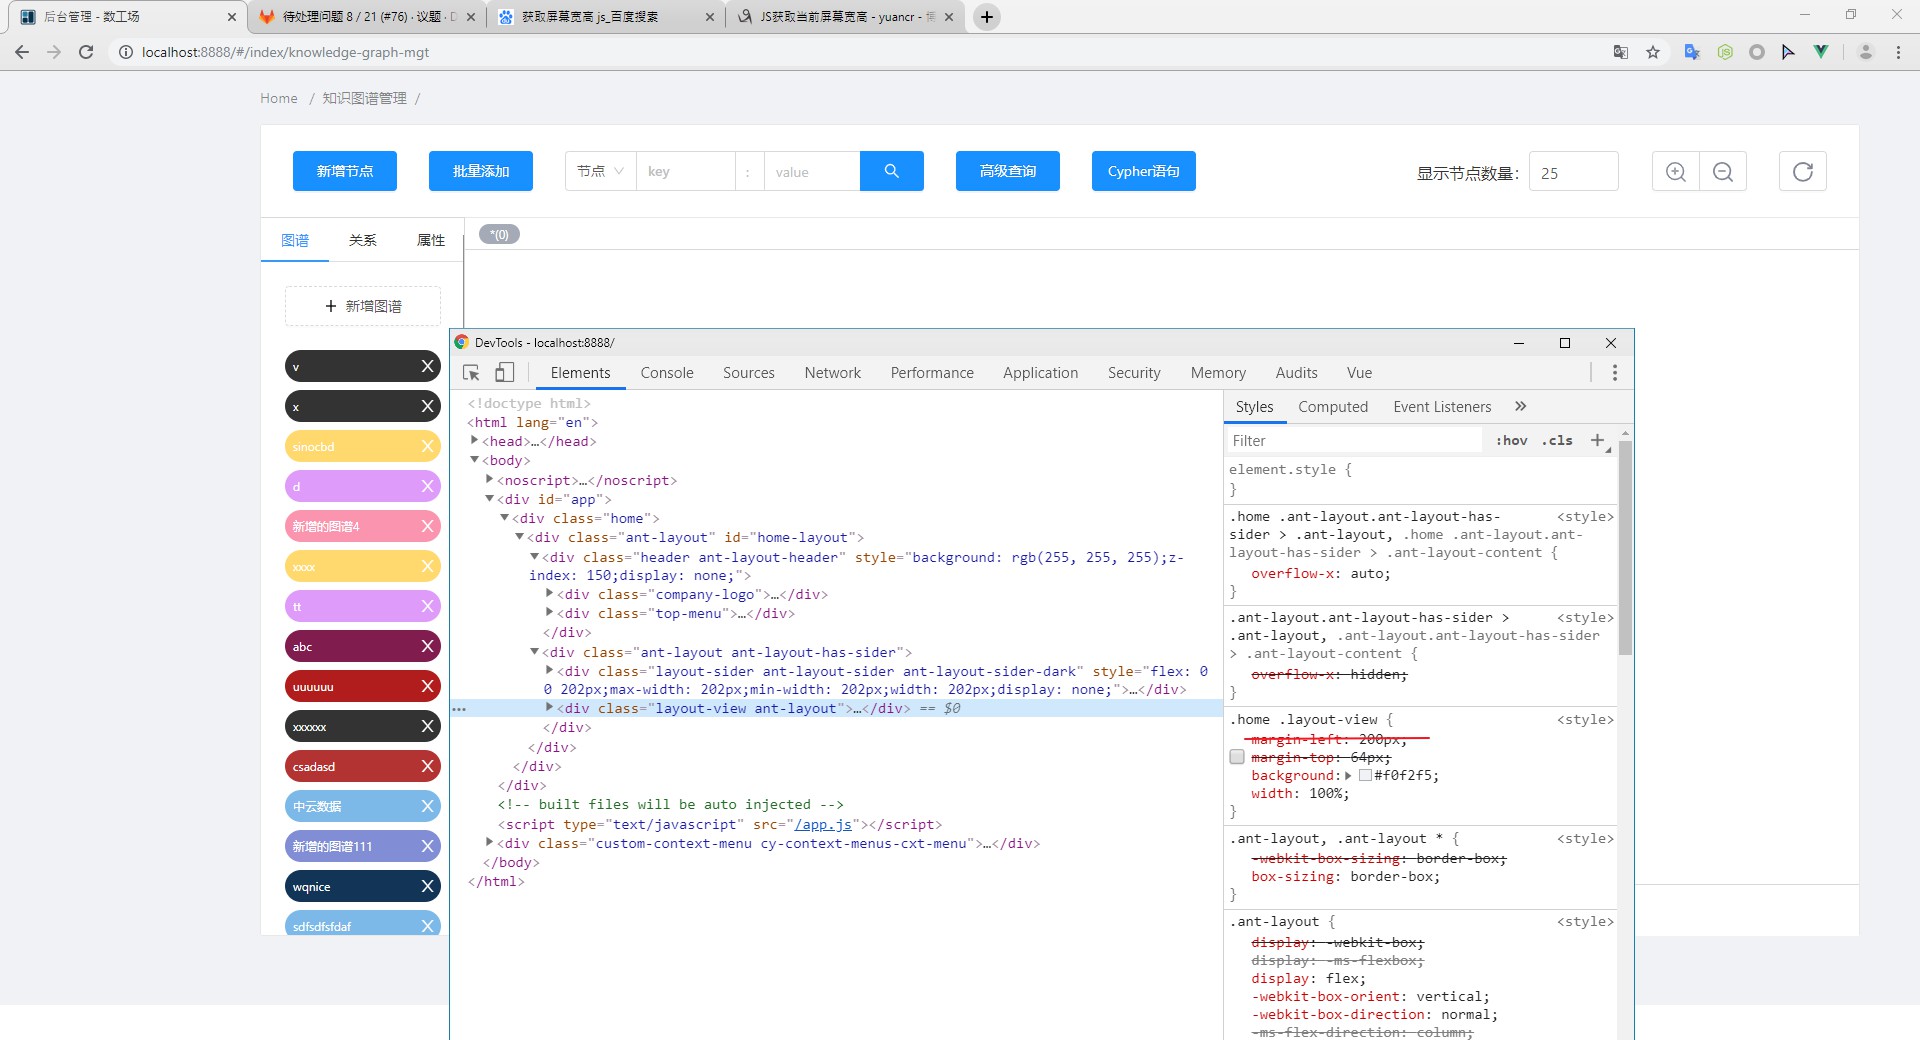 后台管理 - 数工场
待处理问题 8 / 21 (#76) · 议题 · D
获取屏幕宽高 js_百度搜索
JS获取当前屏幕宽高 - yuancr - 博
localhost:8888/#/index/knowledge-graph-mgt
Home / 知识图谱管理 /
新增节点
批量添加
节点
key
:
value
高级查询
Cypher语句
显示节点数量:
25
图谱
关系
属性
*(0)
+ 新增图谱
v X
x X
sinocbd X
d X
新增的图谱4 X
xxxx X
tt X
abc X
uuuuuu X
xxxxxx X
csadasd X
中云数据 X
新增的图谱111 X
wqnice X
sdfsdfsfdaf X
DevTools - localhost:8888/
Elements Console Sources Network Performance Application Security Memory Audits Vue
<!doctype html>
<html lang="en">
<head>…</head>
<body>
<noscript>…</noscript>
<div id="app">
<div class="home">
<div class="ant-layout" id="home-layout">
<div class="header ant-layout-header" style="background: rgb(255, 255, 255);z-
index: 150;display: none;">
<div class="company-logo">…</div>
<div class="top-menu">…</div>
</div>
<div class="ant-layout ant-layout-has-sider">
<div class="layout-sider ant-layout-sider ant-layout-sider-dark" style="flex: 0
0 202px;max-width: 202px;min-width: 202px;width: 202px;display: none;">…</div>
<div class="layout-view ant-layout">…</div> == $0
</div>
</div>
</div>
</div>
<!-- built files will be auto injected -->
<script type="text/javascript" src="/app.js"></script>
<div class="custom-context-menu cy-context-menus-cxt-menu">…</div>
</body>
</html>
Styles Computed Event Listeners »
Filter :hov .cls +
element.style {
}
.home .ant-layout.ant-layout-has- <style>
sider > .ant-layout, .home .ant-layout.ant-
layout-has-sider > .ant-layout-content {
overflow-x: auto;
}
.ant-layout.ant-layout-has-sider > <style>
.ant-layout, .ant-layout.ant-layout-has-sider
> .ant-layout-content {
overflow-x: hidden;
}
.home .layout-view { <style>
margin-left: 200px;
margin-top: 64px;
background: #f0f2f5;
width: 100%;
}
.ant-layout, .ant-layout * { <style>
-webkit-box-sizing: border-box;
box-sizing: border-box;
}
.ant-layout { <style>
display: -webkit-box;
display: -ms-flexbox;
display: flex;
-webkit-box-orient: vertical;
-webkit-box-direction: normal;
-ms-flex-direction: column;